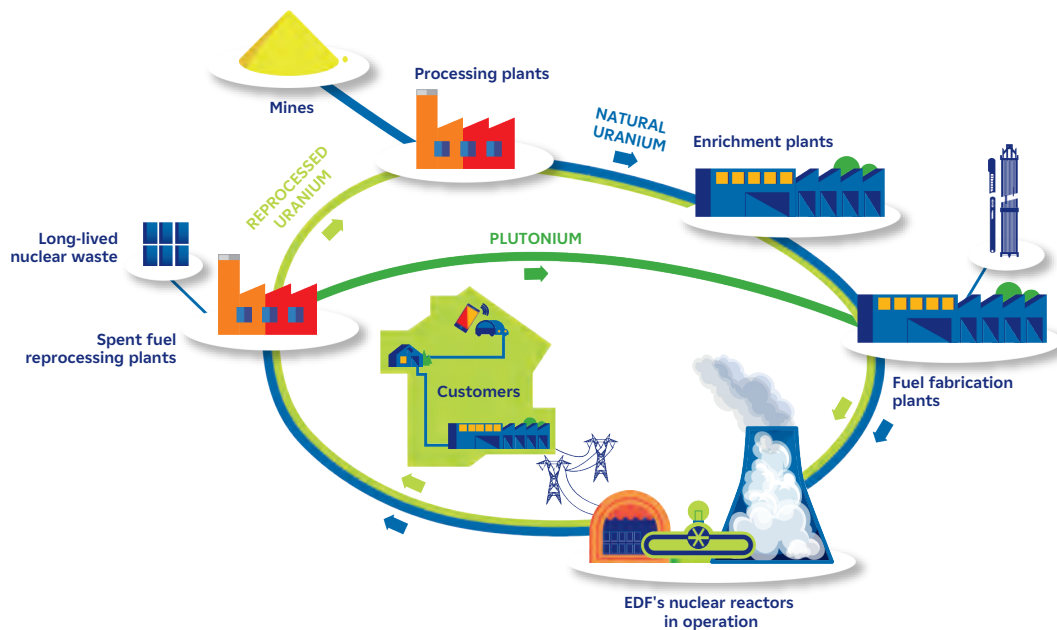 Processing plants
Mines
NATURAL
URANIUM
Enrichment plants
REPROCESSED
URANIUM
Long-lived
nuclear waste
PLUTONIUM
Spent fuel
reprocessing plants
Customers
Fuel fabrication
plants
EDF's nuclear reactors
in operation